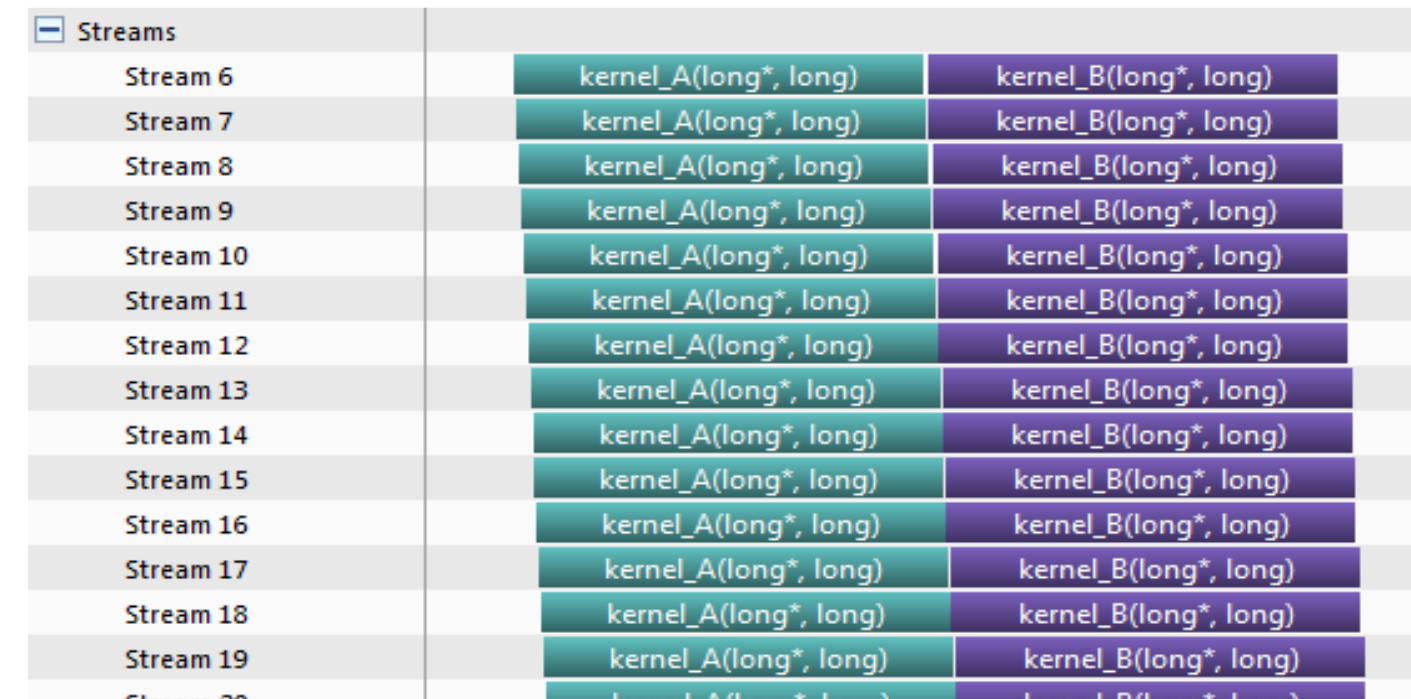 Streams
Stream 6 kernel_A(long*, long) kernel_B(long*, long)
Stream 7 kernel_A(long*, long) kernel_B(long*, long)
Stream 8 kernel_A(long*, long) kernel_B(long*, long)
Stream 9 kernel_A(long*, long) kernel_B(long*, long)
Stream 10 kernel_A(long*, long) kernel_B(long*, long)
Stream 11 kernel_A(long*, long) kernel_B(long*, long)
Stream 12 kernel_A(long*, long) kernel_B(long*, long)
Stream 13 kernel_A(long*, long) kernel_B(long*, long)
Stream 14 kernel_A(long*, long) kernel_B(long*, long)
Stream 15 kernel_A(long*, long) kernel_B(long*, long)
Stream 16 kernel_A(long*, long) kernel_B(long*, long)
Stream 17 kernel_A(long*, long) kernel_B(long*, long)
Stream 18 kernel_A(long*, long) kernel_B(long*, long)
Stream 19 kernel_A(long*, long) kernel_B(long*, long)